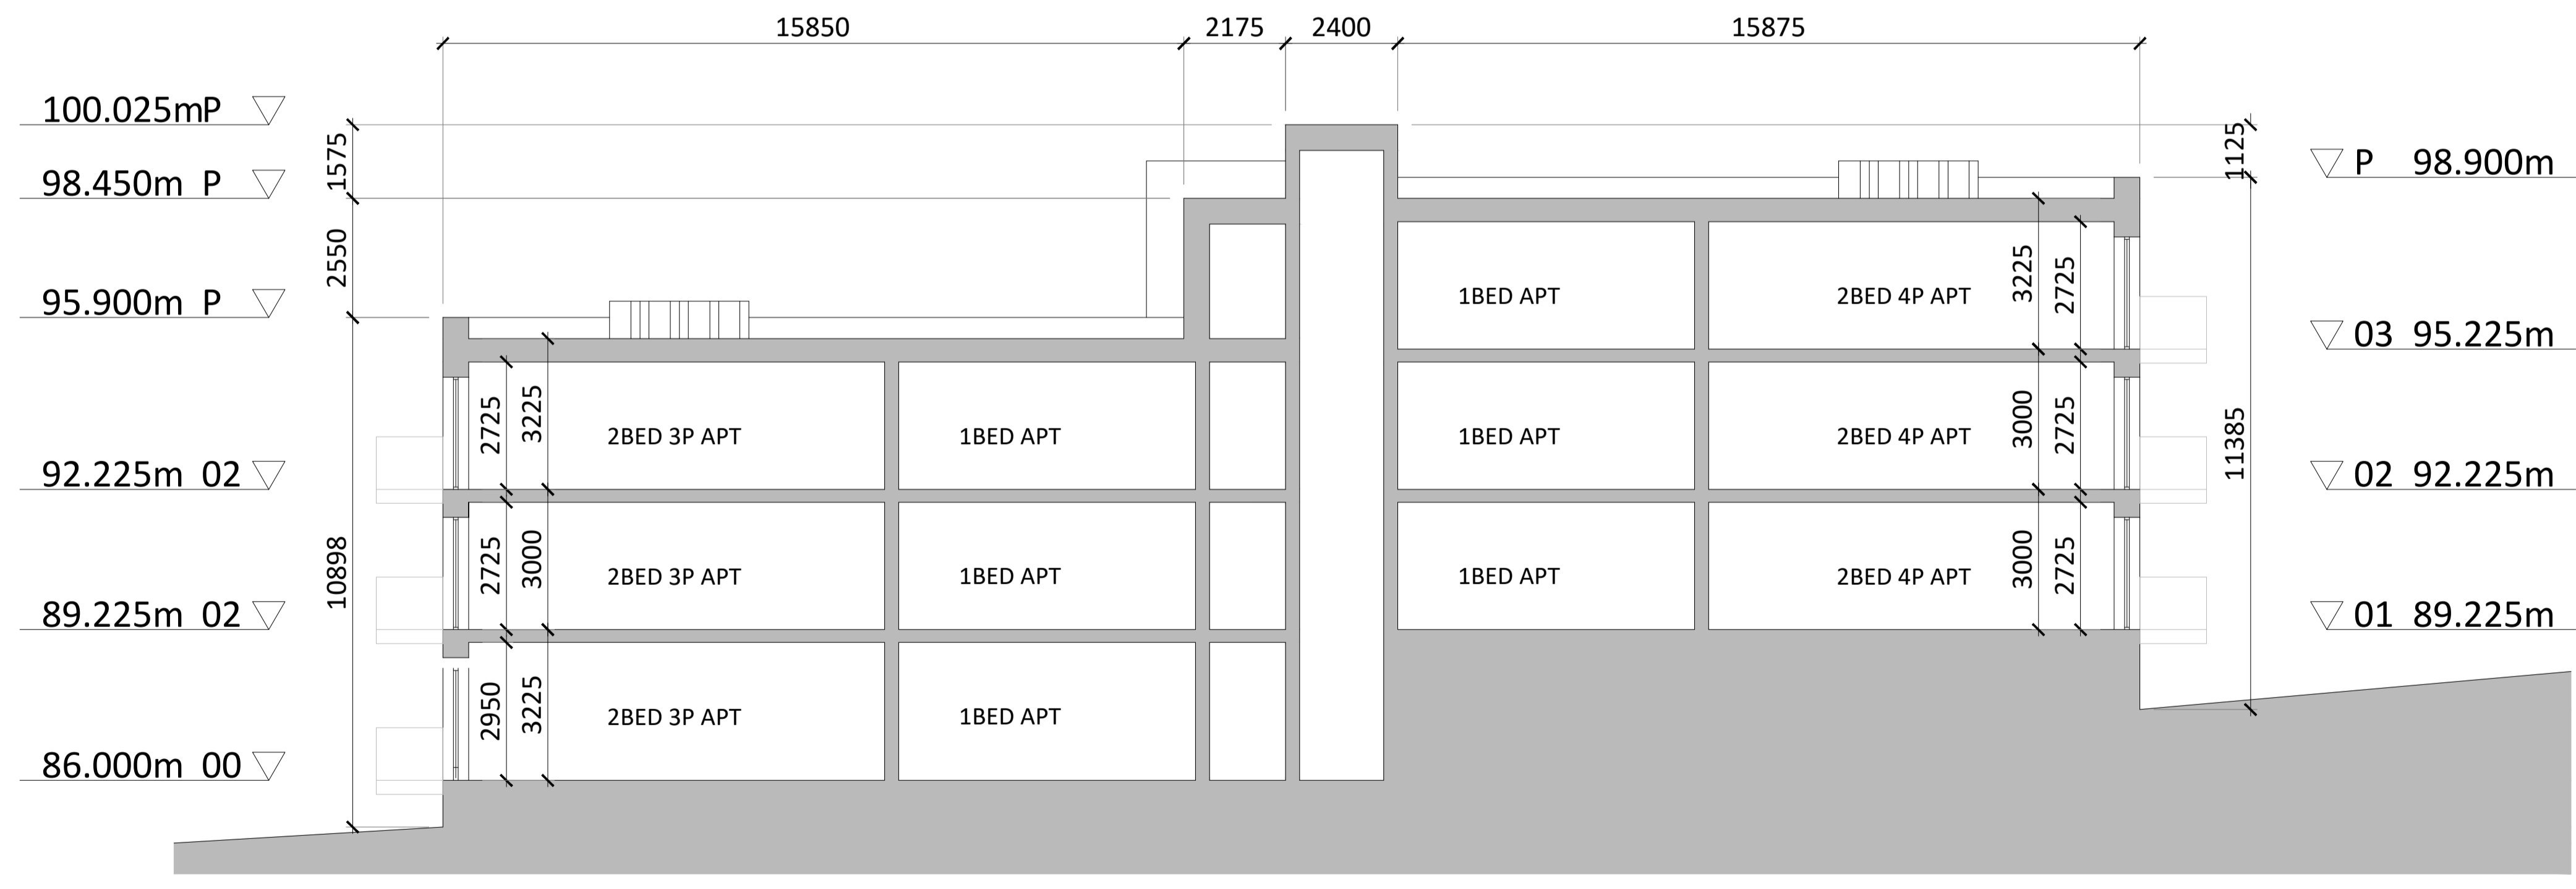 15850 2175 2400 15875
100.025mP
1575
1125
98.450m P
P 98.900m
2550
95.900m P
1BED APT 2BED 4P APT 3225 2725
03 95.225m
2725 3225 2BED 3P APT 1BED APT 1BED APT 2BED 4P APT 3000 2725
11385
92.225m 02
02 92.225m
10898
2725 3000 2BED 3P APT 1BED APT 1BED APT 2BED 4P APT 3000 2725
89.225m 02
01 89.225m
2950 3225 2BED 3P APT 1BED APT
86.000m 00